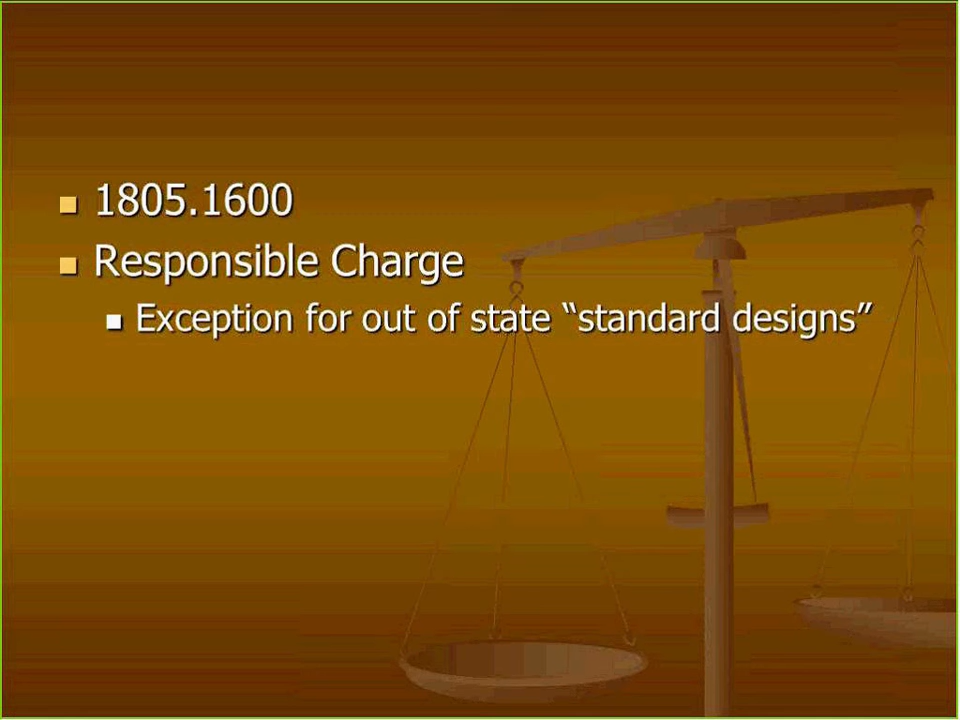 1805.1600
Responsible Charge
Exception for out of state “standard designs”